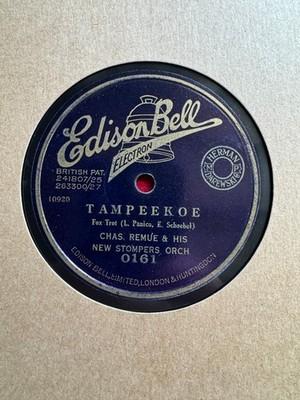 Edison Bell
ELECTRON
BRITISH PAT.
241807/25
263300/27
HERMAN
DAREWSKI
10920
TAMPEEKOE
Fox Trot (L. Panico, E. Schrebel)
CHAS. REMUE & HIS
NEW STOMPERS ORCH
0161
EDISON BELL, LIMITED, LONDON & HUNTINGDON